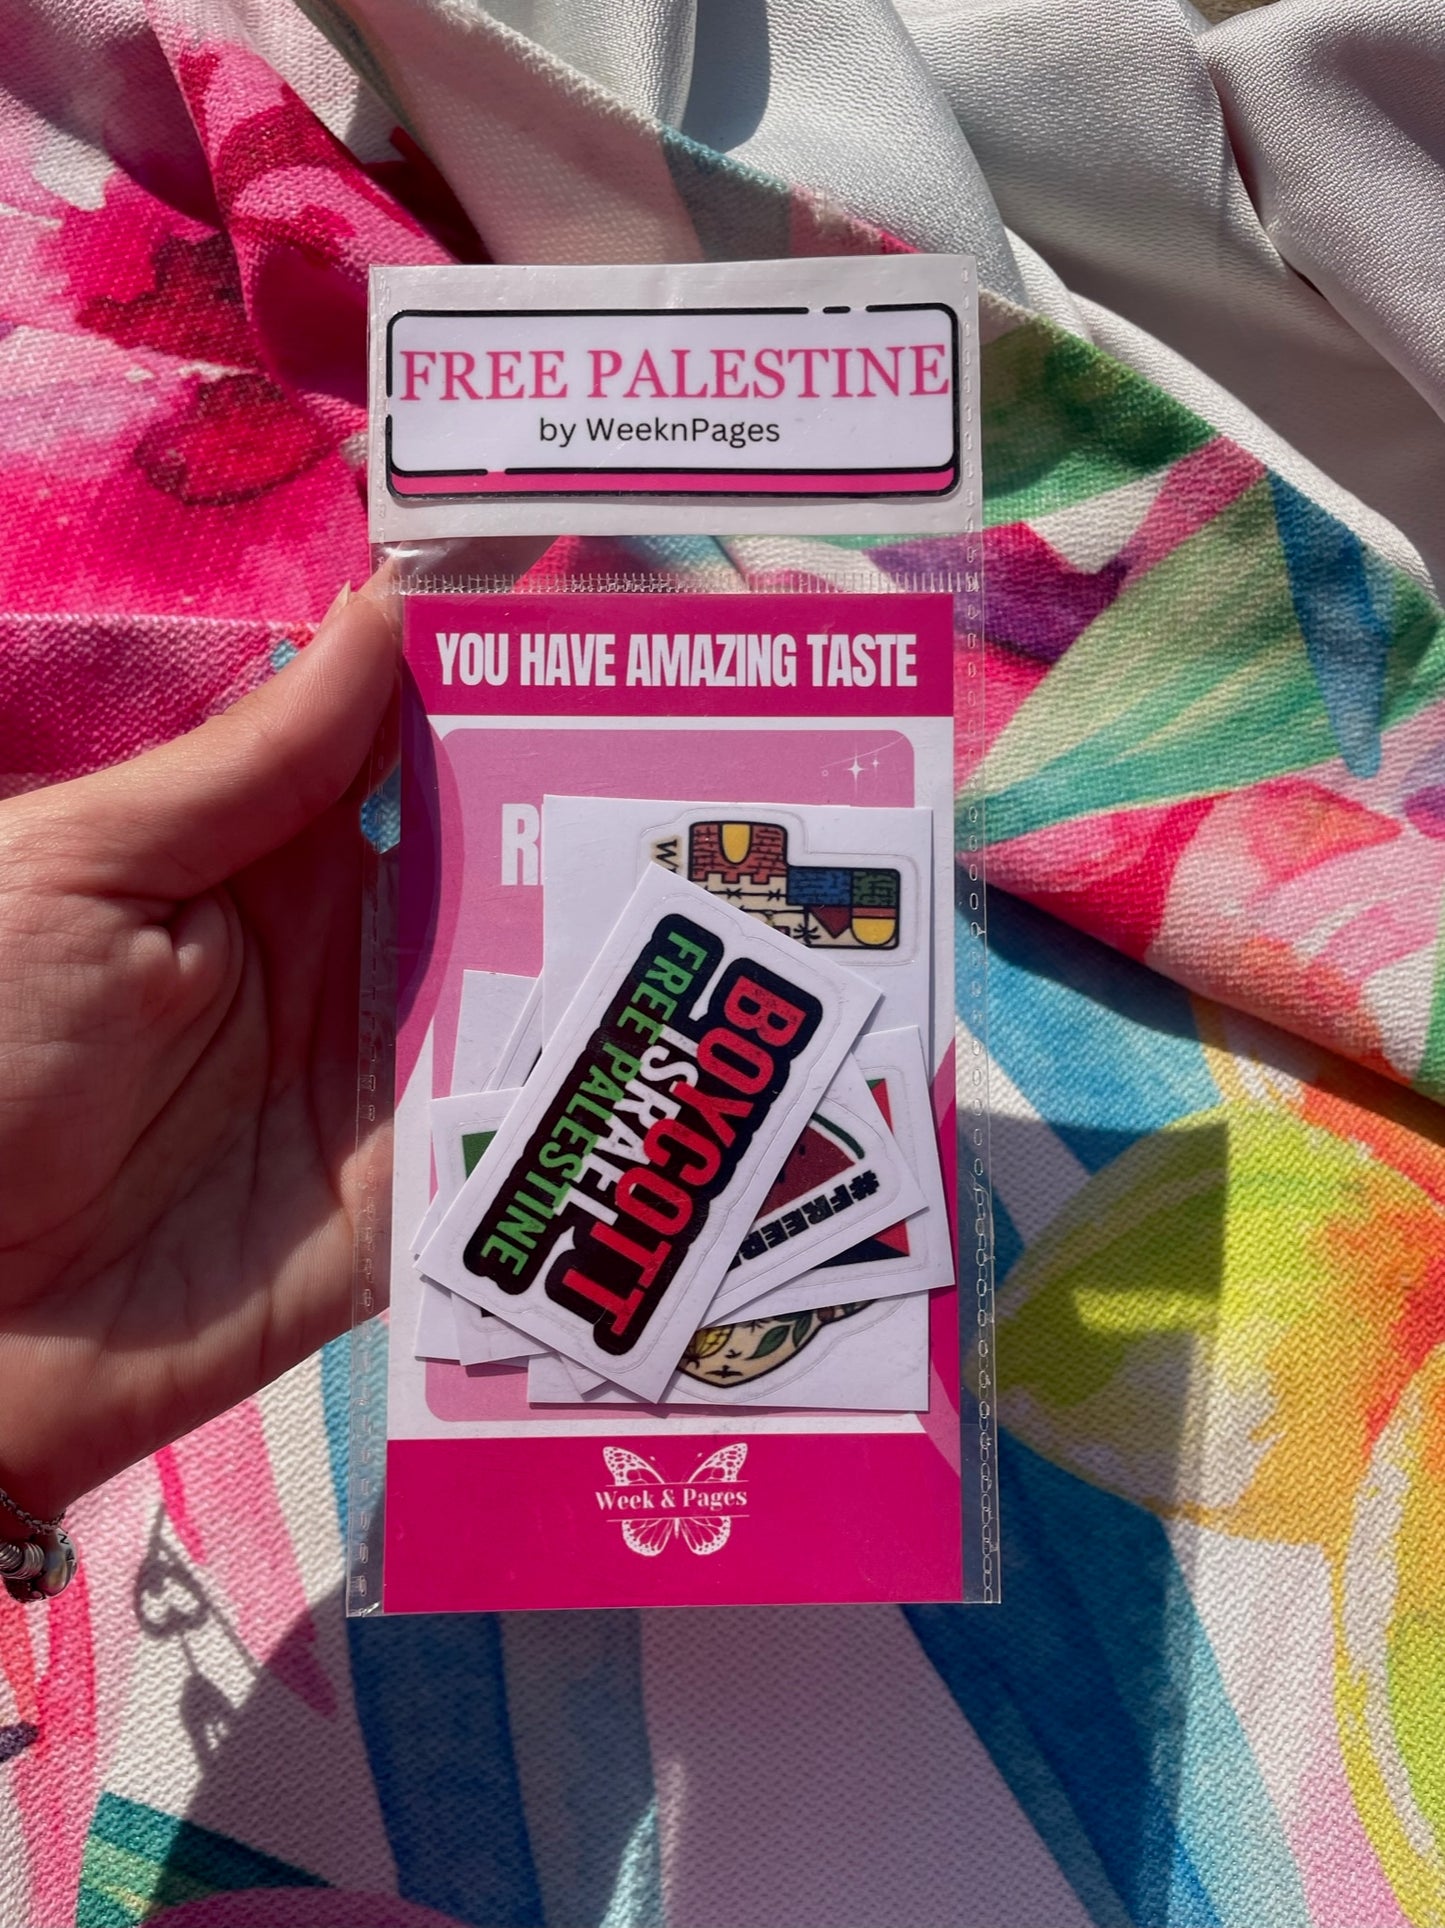 FREE PALESTINE
by WeeknPages
YOU HAVE AMAZING TASTE
BOYCOTT
ISRAEL
FREE PALESTINE
Week & Pages